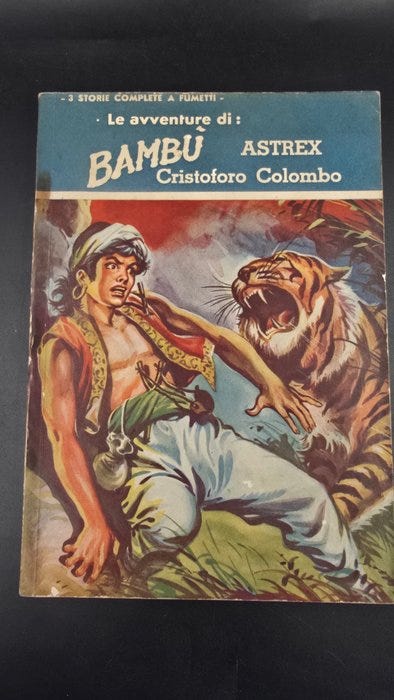 - 3 STORIE COMPLETE A FUMETTI -
Le avventure di:
BAMBÙ ASTREX
Cristoforo Colombo